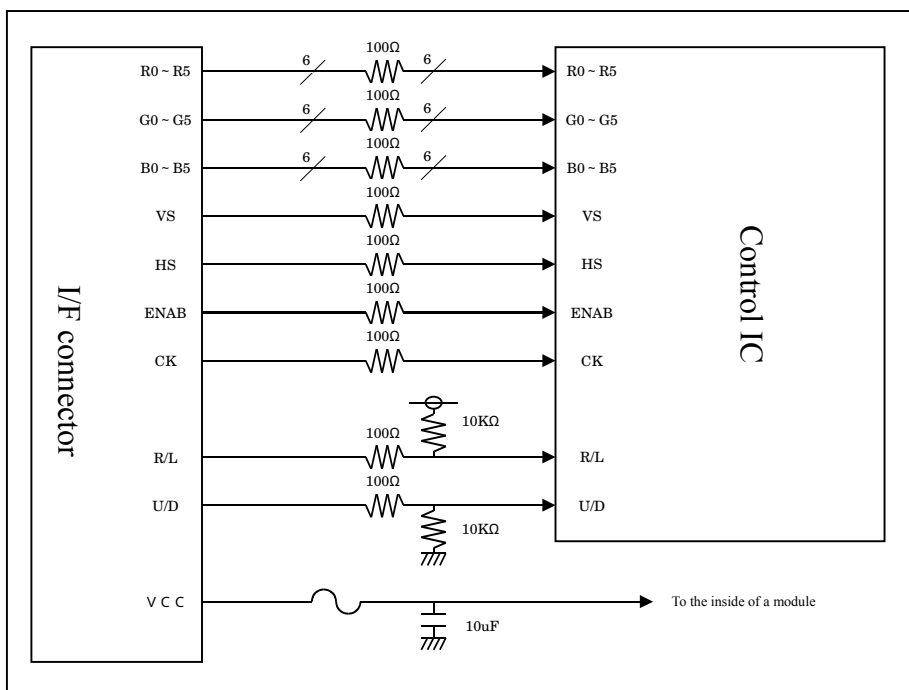 100Ω
R0 ~ R5 6 6 R0 ~ R5
100Ω
G0 ~ G5 6 6 G0 ~ G5
100Ω
B0 ~ B5 6 6 B0 ~ B5
100Ω
VS VS
100Ω
HS HS
100Ω
ENAB ENAB
100Ω
CK CK
10KΩ
100Ω
R/L R/L
100Ω
U/D U/D
10KΩ
VCC To the inside of a module
10uF
I/F connector
Control IC